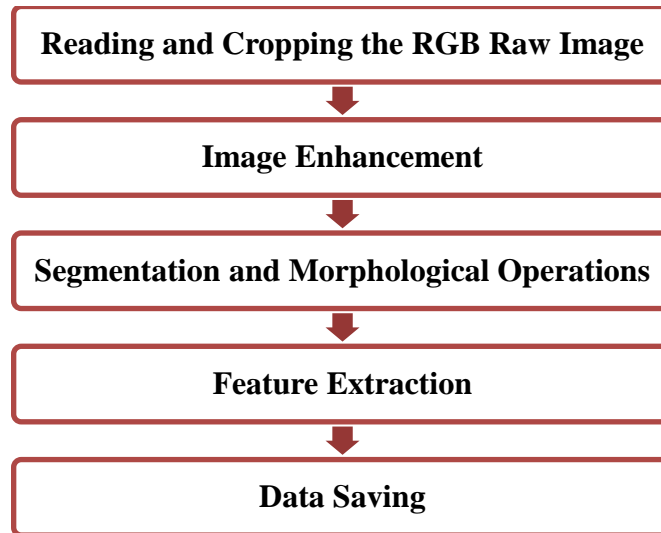 Reading and Cropping the RGB Raw Image
Image Enhancement
Segmentation and Morphological Operations
Feature Extraction
Data Saving